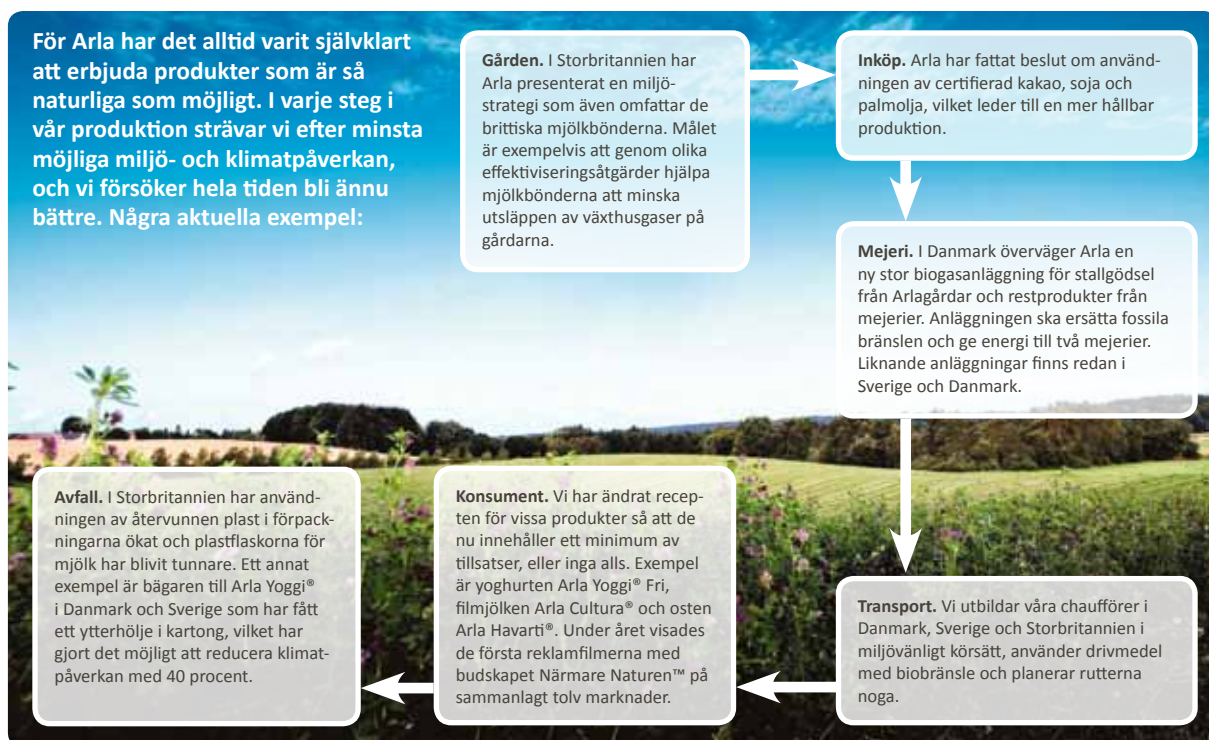 För Arla har det alltid varit självklart
att erbjuda produkter som är så
naturliga som möjligt. I varje steg i
vår produktion strävar vi efter minsta
möjliga miljö- och klimatpåverkan,
och vi försöker hela tiden bli ännu
bättre. Några aktuella exempel:
Gården. I Storbritannien har
Arla presenterat en miljö-
strategi som även omfattar de
brittiska mjölkbönderna. Målet
är exempelvis att genom olika
effektiviseringsåtgärder hjälpa
mjölkbönderna att minska
utsläppen av växthusgaser på
gårdarna.
Inköp. Arla har fattat beslut om använd-
ningen av certifierad kakao, soja och
palmolja, vilket leder till en mer hållbar
produktion.
Mejeri. I Danmark överväger Arla en
ny stor biogasanläggning för stallgödsel
från Arlagårdar och restprodukter från
mejerier. Anläggningen ska ersätta fossila
bränslen och ge energi till två mejerier.
Liknande anläggningar finns redan i
Sverige och Danmark.
Transport. Vi utbildar våra chaufförer i
Danmark, Sverige och Storbritannien i
miljövänligt körsätt, använder drivmedel
med biobränsle och planerar rutterna
noga.
Konsument. Vi har ändrat recep-
ten för vissa produkter så att de
nu innehåller ett minimum av
tillsatser, eller inga alls. Exempel
är yoghurten Arla Yoggi® Fri,
filmjölken Arla Cultura® och osten
Arla Havarti®. Under året visades
de första reklamfilmerna med
budskapet Närmare Naturen™ på
sammanlagt tolv marknader.
Avfall. I Storbritannien har använd-
ningen av återvunnen plast i förpack-
ningarna ökat och plastflaskorna för
mjölk har blivit tunnare. Ett annat
exempel är bägaren till Arla Yoggi®
i Danmark och Sverige som har fått
ett ytterhölje i kartong, vilket har
gjort det möjligt att reducera klimat-
påverkan med 40 procent.